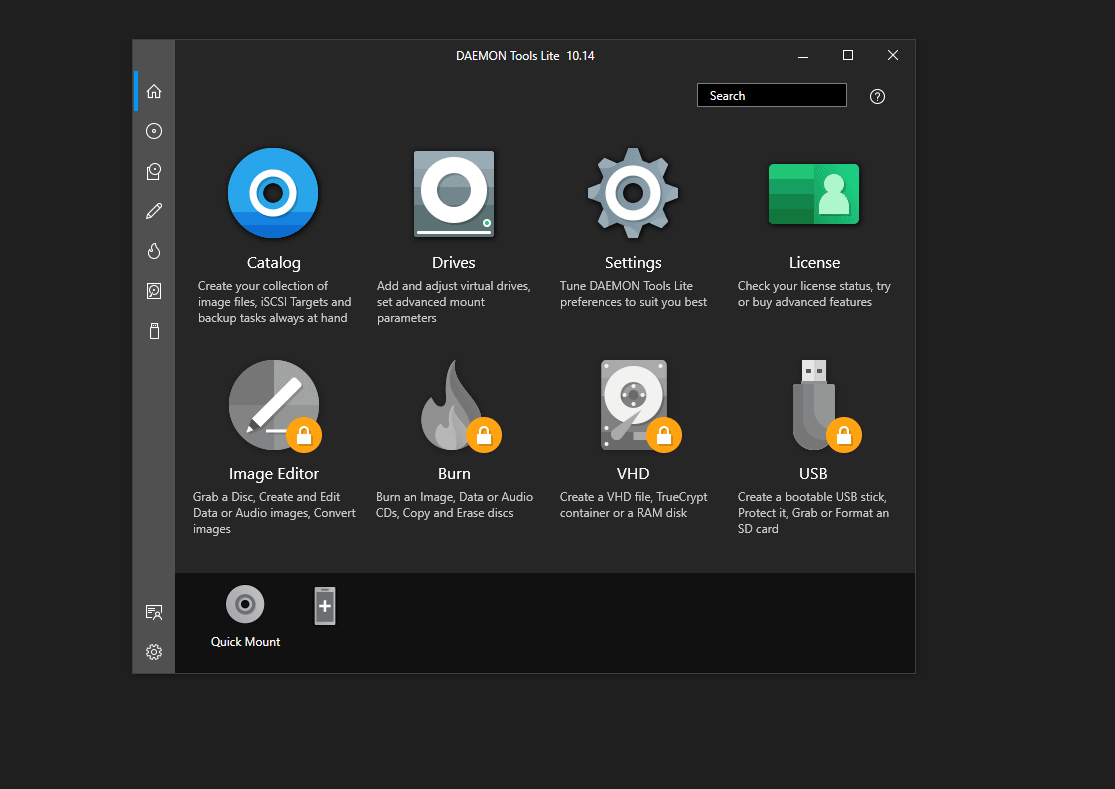 DAEMON Tools Lite 10.14
Search
Catalog
Create your collection of
image files, iSCSI Targets and
backup tasks always at hand
Drives
Add and adjust virtual drives,
set advanced mount
parameters
Settings
Tune DAEMON Tools Lite
preferences to suit you best
License
Check your license status, try
or buy advanced features
Image Editor
Grab a Disc, Create and Edit
Data or Audio images, Convert
images
Burn
Burn an Image, Data or Audio
CDs, Copy and Erase discs
VHD
Create a VHD file, TrueCrypt
container or a RAM disk
USB
Create a bootable USB stick,
Protect it, Grab or Format an
SD card
Quick Mount